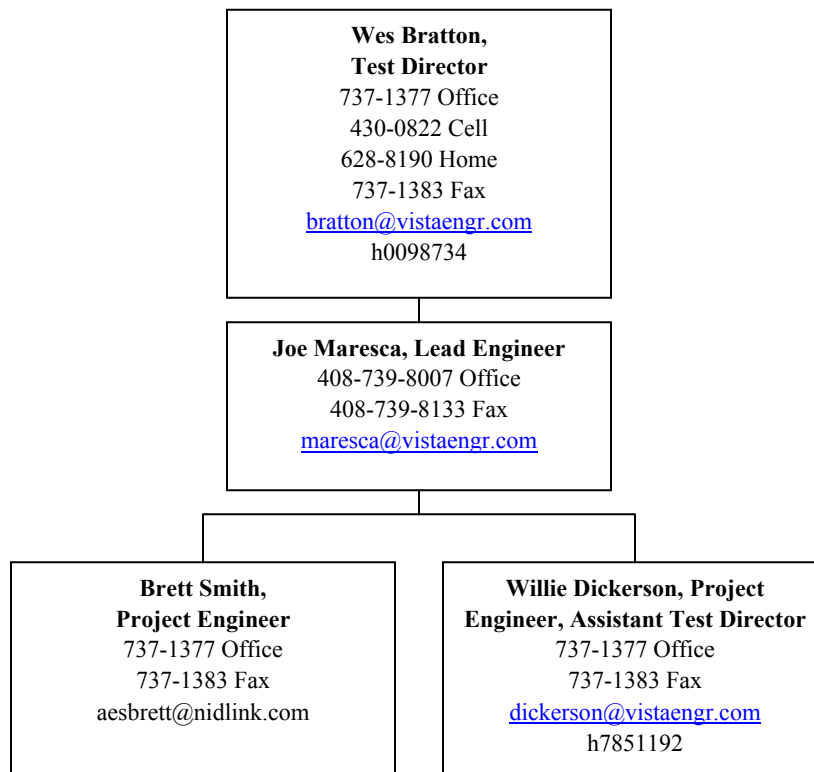 Wes Bratton,
Test Director
737-1377 Office
430-0822 Cell
628-8190 Home
737-1383 Fax
bratton@vistaengr.com
h0098734
Joe Maresca, Lead Engineer
408-739-8007 Office
408-739-8133 Fax
maresca@vistaengr.com
Brett Smith,
Project Engineer
737-1377 Office
737-1383 Fax
aesbrett@nidlink.com
Willie Dickerson, Project
Engineer, Assistant Test Director
737-1377 Office
737-1383 Fax
dickerson@vistaengr.com
h7851192